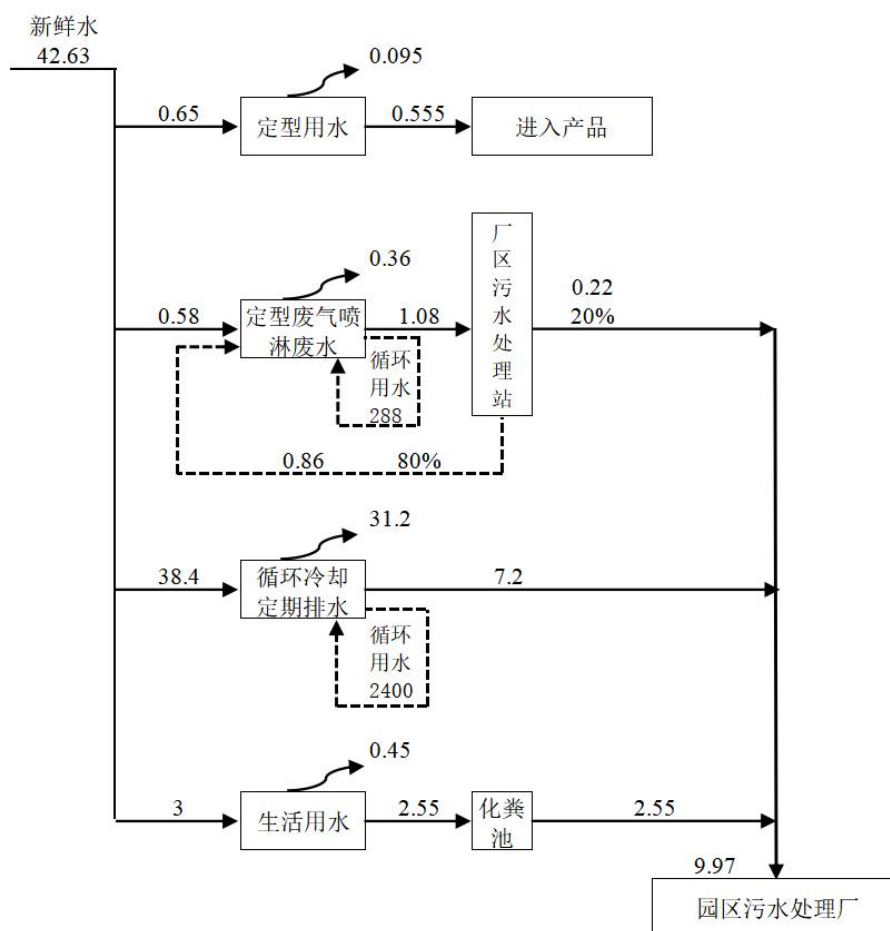 新鲜水
42.63
0.095
0.65
定型用水
0.555
进入产品
0.36
0.58
定型废气喷
淋废水
1.08
厂区污水处理站
0.22
20%
循环
用水
288
0.86
80%
31.2
38.4
循环冷却
定期排水
7.2
循环
用水
2400
0.45
3
生活用水
2.55
化粪
池
2.55
9.97
园区污水处理厂